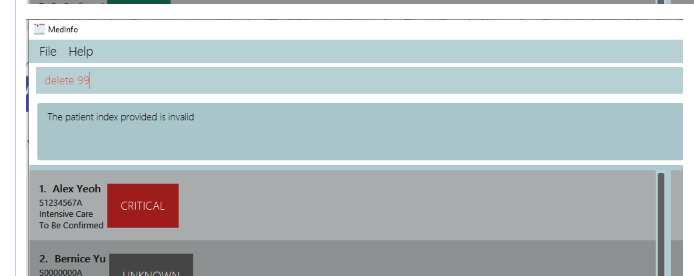 MedInfo
File Help
delete 99
The patient index provided is invalid
1. Alex Yeoh
S1234567A
Intensive Care
To Be Confirmed
CRITICAL
2. Bernice Yu
S0000000A
UNKNOWN